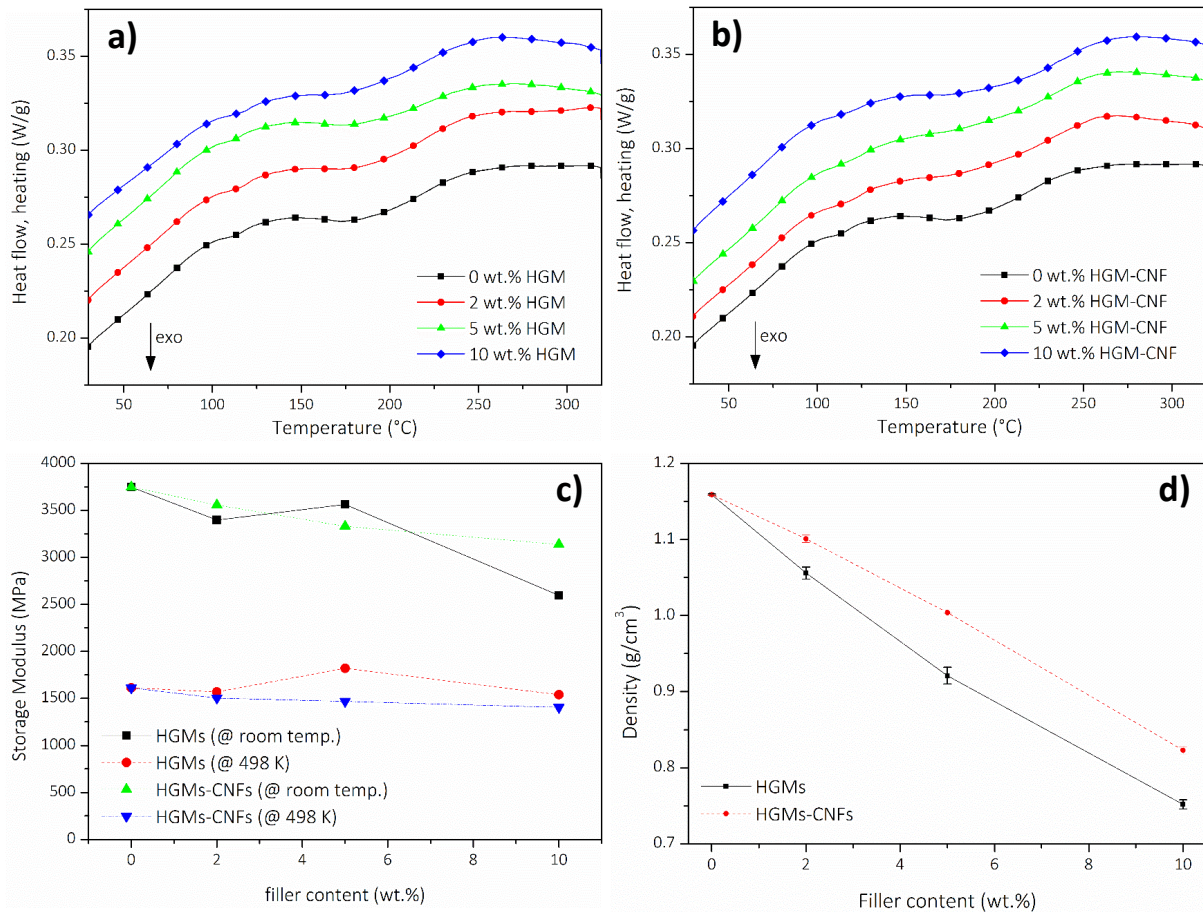 a)
Heat flow, heating (W/g)
0.35
0.30
0.25
0.20
exo
0 wt.% HGM
2 wt.% HGM
5 wt.% HGM
10 wt.% HGM
50 100 150 200 250 300
Temperature (°C)
b)
Heat flow, heating (W/g)
0.35
0.30
0.25
0.20
exo
0 wt.% HGM-CNF
2 wt.% HGM-CNF
5 wt.% HGM-CNF
10 wt.% HGM-CNF
50 100 150 200 250 300
Temperature (°C)
c)
Storage Modulus (MPa)
4000
3500
3000
2500
2000
1500
1000
500
0
HGMs (@ room temp.)
HGMs (@ 498 K)
HGMs-CNFs (@ room temp.)
HGMs-CNFs (@ 498 K)
0 2 4 6 8 10
filler content (wt.%)
d)
Density (g/cm³)
1.2
1.1
1.0
0.9
0.8
0.7
HGMs
HGMs-CNFs
0 2 4 6 8 10
Filler content (wt.%)